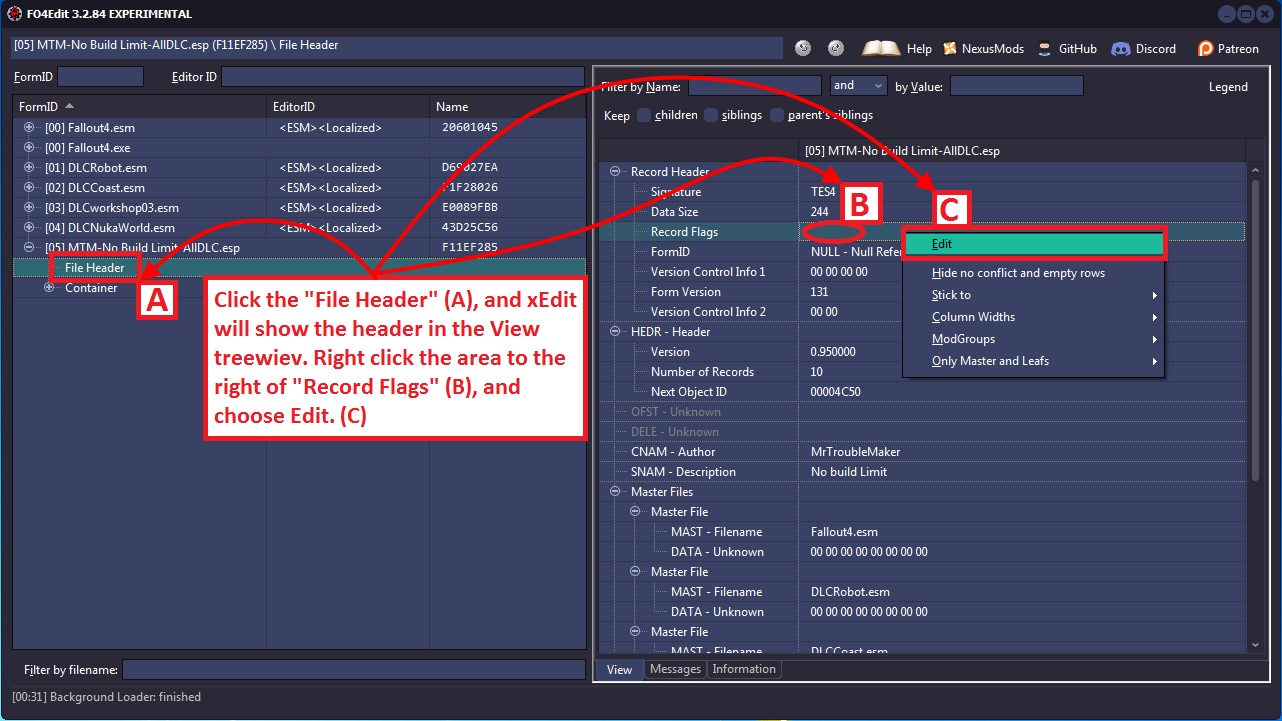 FO4Edit 3.2.84 EXPERIMENTAL
[05] MTM-No Build Limit-AllDLC.esp (F11EF285) \ File Header
Help NexusMods GitHub Discord Patreon
FormID Editor ID
FormID EditorID Name
[00] Fallout4.esm <ESM><Localized> 20601045
[00] Fallout4.exe
[01] DLCRobot.esm <ESM><Localized> D69027EA
[02] DLCCoast.esm <ESM><Localized> F1F28026
[03] DLCworkshop03.esm <ESM><Localized> E0089FBB
[04] DLCNukaWorld.esm <ESM><Localized> 43D25C56
[05] MTM-No Build Limit-AllDLC.esp F11EF285
File Header
Container
A
Click the "File Header" (A), and xEdit
will show the header in the View
treewiev. Right click the area to the
right of "Record Flags" (B), and
choose Edit. (C)
Filter by filename:
[00:31] Background Loader: finished
Filter by Name: and by Value: Legend
Keep children siblings parent's siblings
[05] MTM-No Build Limit-AllDLC.esp
Record Header
Signature TES4
Data Size 244
Record Flags
FormID NULL - Null Refer
Version Control Info 1 00 00 00 00
Form Version 131
Version Control Info 2 00 00
HEDR - Header
Version 0.950000
Number of Records 10
Next Object ID 00004C50
OFST - Unknown
DELE - Unknown
CNAM - Author MrTroubleMaker
SNAM - Description No build Limit
Master Files
Master File
MAST - Filename Fallout4.esm
DATA - Unknown 00 00 00 00 00 00 00 00
Master File
MAST - Filename DLCRobot.esm
DATA - Unknown 00 00 00 00 00 00 00 00
Master File
MAST - Filename DLCCoast.esm
B
C
Edit
Hide no conflict and empty rows
Stick to
Column Widths
ModGroups
Only Master and Leafs
View Messages Information